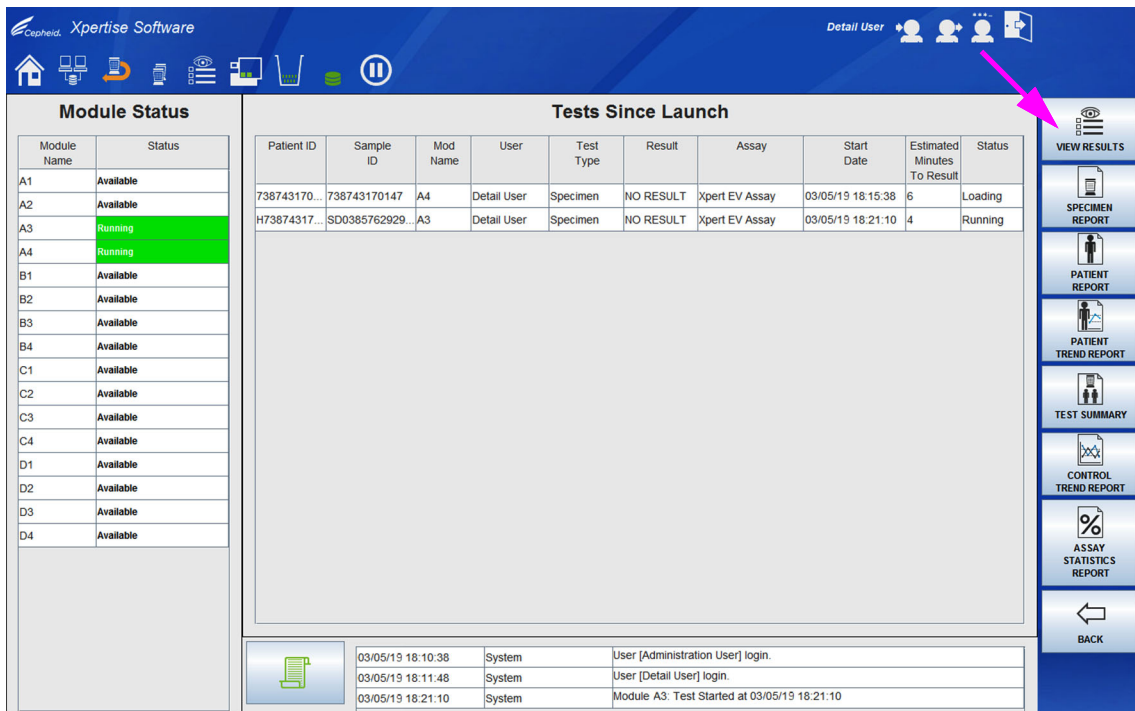 Cepheid. Xpertise Software
Detail User
Module Status
Module Name Status
A1 Available
A2 Available
A3 Running
A4 Running
B1 Available
B2 Available
B3 Available
B4 Available
C1 Available
C2 Available
C3 Available
C4 Available
D1 Available
D2 Available
D3 Available
D4 Available
Tests Since Launch
Patient ID Sample ID Mod Name User Test Type Result Assay Start Date Estimated Minutes To Result Status
738743170... 738743170147 A4 Detail User Specimen NO RESULT Xpert EV Assay 03/05/19 18:15:38 6 Loading
H73874317... SD0385762929... A3 Detail User Specimen NO RESULT Xpert EV Assay 03/05/19 18:21:10 4 Running
03/05/19 18:10:38 System User [Administration User] login.
03/05/19 18:11:48 System User [Detail User] login.
03/05/19 18:21:10 System Module A3: Test Started at 03/05/19 18:21:10
VIEW RESULTS
SPECIMEN
REPORT
PATIENT
REPORT
PATIENT
TREND REPORT
TEST SUMMARY
CONTROL
TREND REPORT
ASSAY
STATISTICS
REPORT
BACK